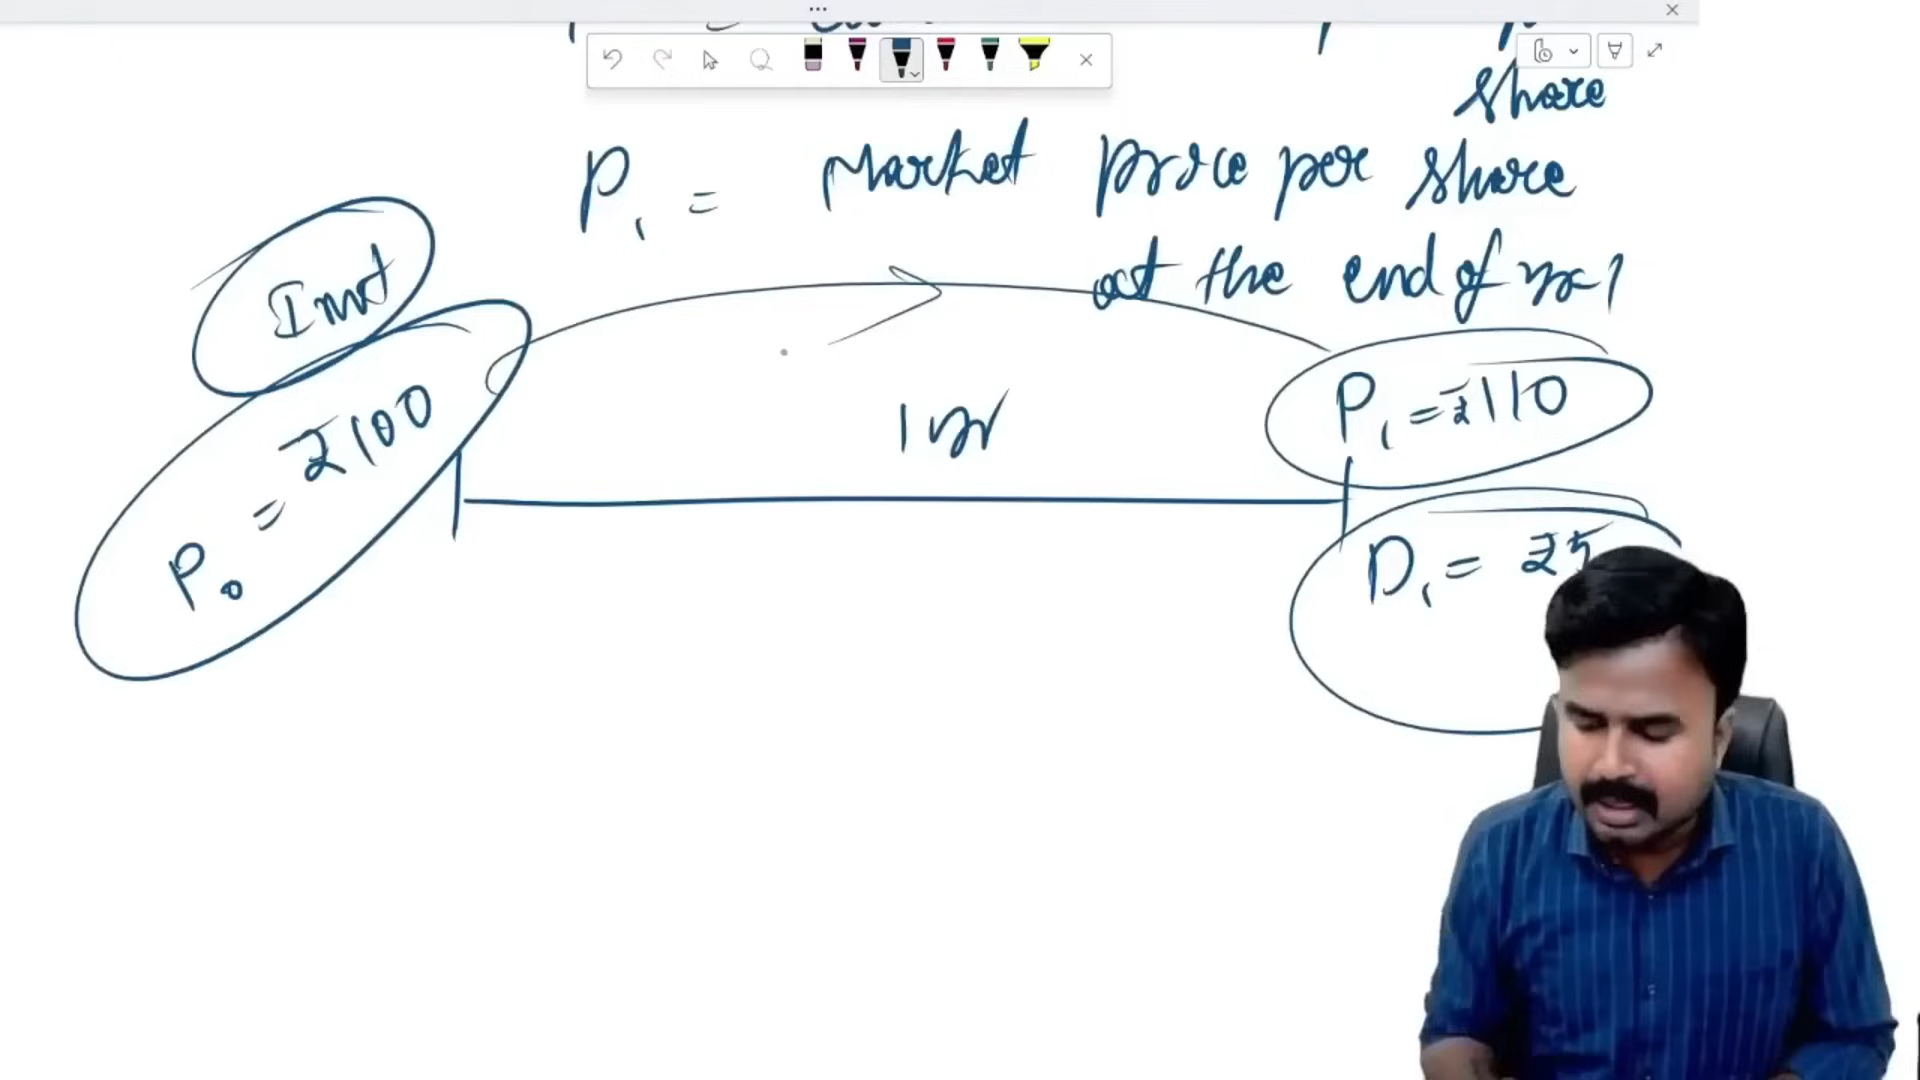 share
P₁ = Market price per share
at the end of yr 1
Invt
P₀ = ₹100
1 yr
P₁ = ₹110
D₁ = ₹5